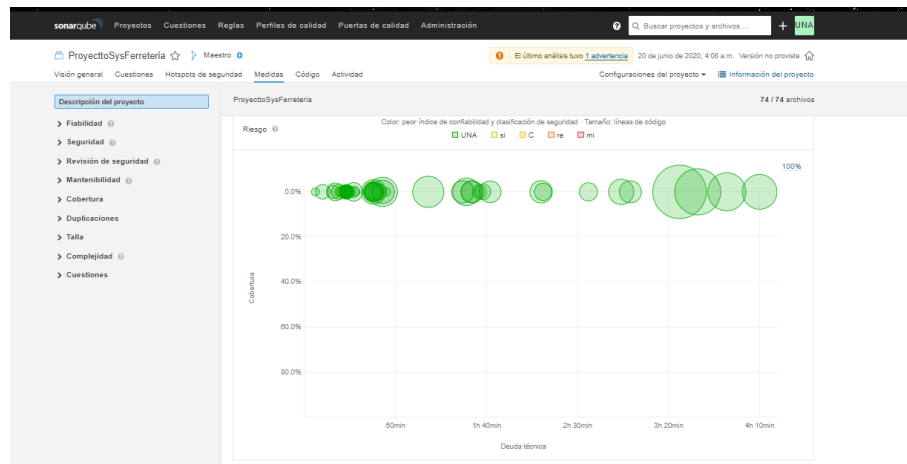 sonarqube Proyectos Cuestiones Reglas Perfiles de calidad Puertas de calidad Administración ? Buscar proyectos y archivos ... + UNA
ProyecttoSysFerreteria Maestro El último análisis tuvo 1 advertencia 20 de junio de 2020, 4:08 a.m. Versión no provista
Visión general Cuestiones Hotspots de seguridad Medidas Código Actividad Configuraciones del proyecto Información del proyecto
Descripción del proyecto
Fiabilidad ?
Seguridad ?
Revisión de seguridad ?
Mantenibilidad ?
Cobertura
Duplicaciones
Talla
Complejidad ?
Cuestiones
ProyecttoSysFerreteria 74 / 74 archivos
Riesgo ? Color: peor índice de confiabilidad y clasificación de seguridad Tamaño: líneas de código
UNA si C re mi
100%
0.0%
20.0%
40.0%
60.0%
80.0%
Cobertura
50min 1h 40min 2h 30min 3h 20min 4h 10min
Deuda técnica